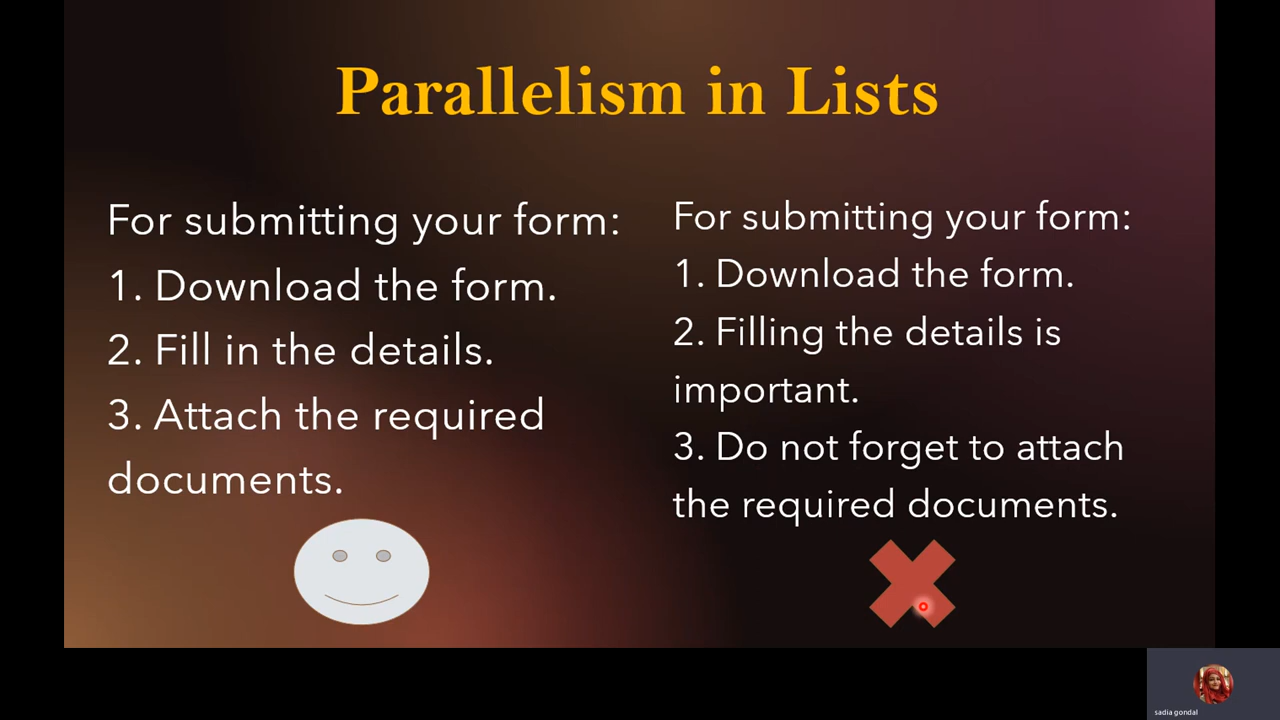 Parallelism in Lists
For submitting your form:
1. Download the form.
2. Fill in the details.
3. Attach the required
documents.
For submitting your form:
1. Download the form.
2. Filling the details is
important.
3. Do not forget to attach
the required documents.
sadia gondal